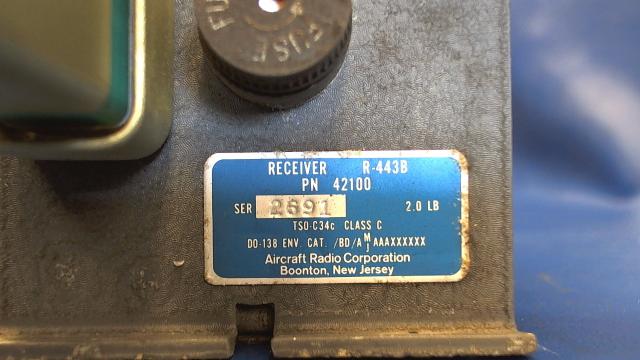 FUSE FU
RECEIVER R-443B
PN 42100
SER 2691 2.0 LB
TSO-C34c CLASS C
DO-138 ENV. CAT. /BD/A M/J AAAXXXXXX
Aircraft Radio Corporation
Boonton, New Jersey